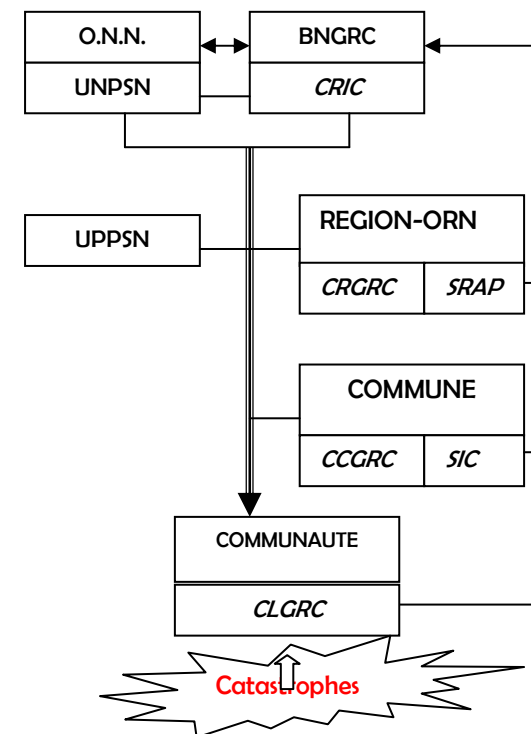 O.N.N.
BNGRC
UNPSN
CRIC
UPPSN
REGION-ORN
CRGRC
SRAP
COMMUNE
CCGRC
SIC
COMMUNAUTE
CLGRC
Catastrophes